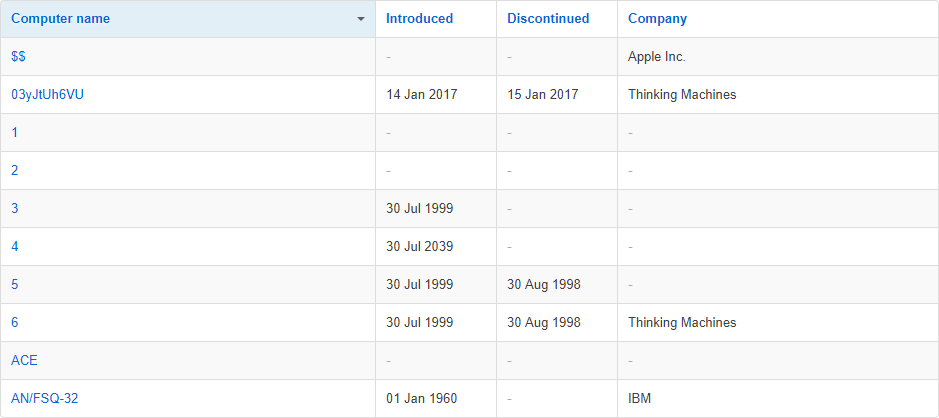 Computer name Introduced Discontinued Company
$$ - - Apple Inc.
03yJtUh6VU 14 Jan 2017 15 Jan 2017 Thinking Machines
1 - - -
2 - - -
3 30 Jul 1999 - -
4 30 Jul 2039 - -
5 30 Jul 1999 30 Aug 1998 -
6 30 Jul 1999 30 Aug 1998 Thinking Machines
ACE - - -
AN/FSQ-32 01 Jan 1960 - IBM